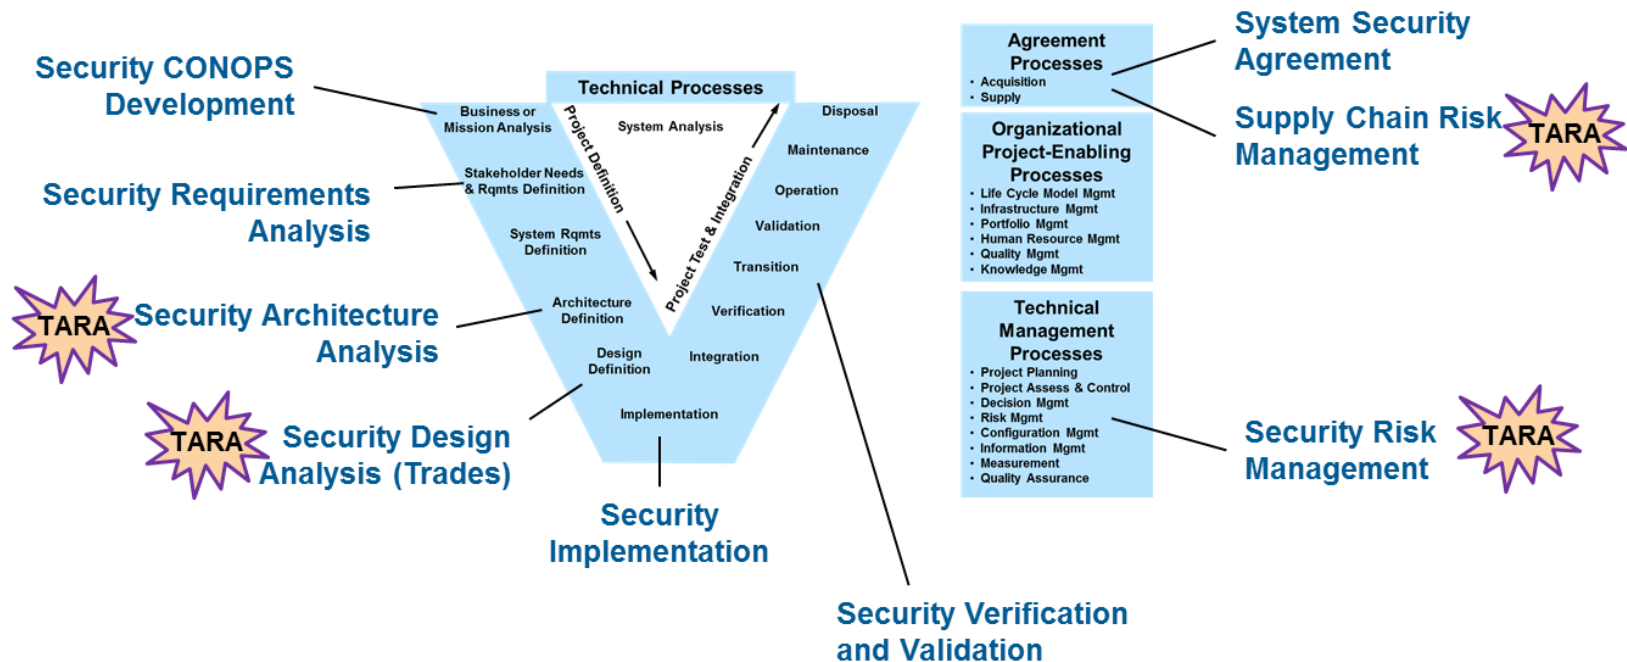 Security CONOPS
Development
Security Requirements
Analysis
TARA
Security Architecture
Analysis
TARA
Security Design
Analysis (Trades)
Security
Implementation
Security Verification
and Validation
Technical Processes
Business or
Mission Analysis
Stakeholder Needs
& Rqmts Definition
System Rqmts
Definition
Architecture
Definition
Design
Definition
Implementation
Project Definition
System Analysis
Project Test & Integration
Disposal
Maintenance
Operation
Validation
Transition
Verification
Integration
Agreement
Processes
• Acquisition
• Supply
Organizational
Project-Enabling
Processes
• Life Cycle Model Mgmt
• Infrastructure Mgmt
• Portfolio Mgmt
• Human Resource Mgmt
• Quality Mgmt
• Knowledge Mgmt
Technical
Management
Processes
• Project Planning
• Project Assess & Control
• Decision Mgmt
• Risk Mgmt
• Configuration Mgmt
• Information Mgmt
• Measurement
• Quality Assurance
System Security
Agreement
Supply Chain Risk
Management
TARA
Security Risk
Management
TARA